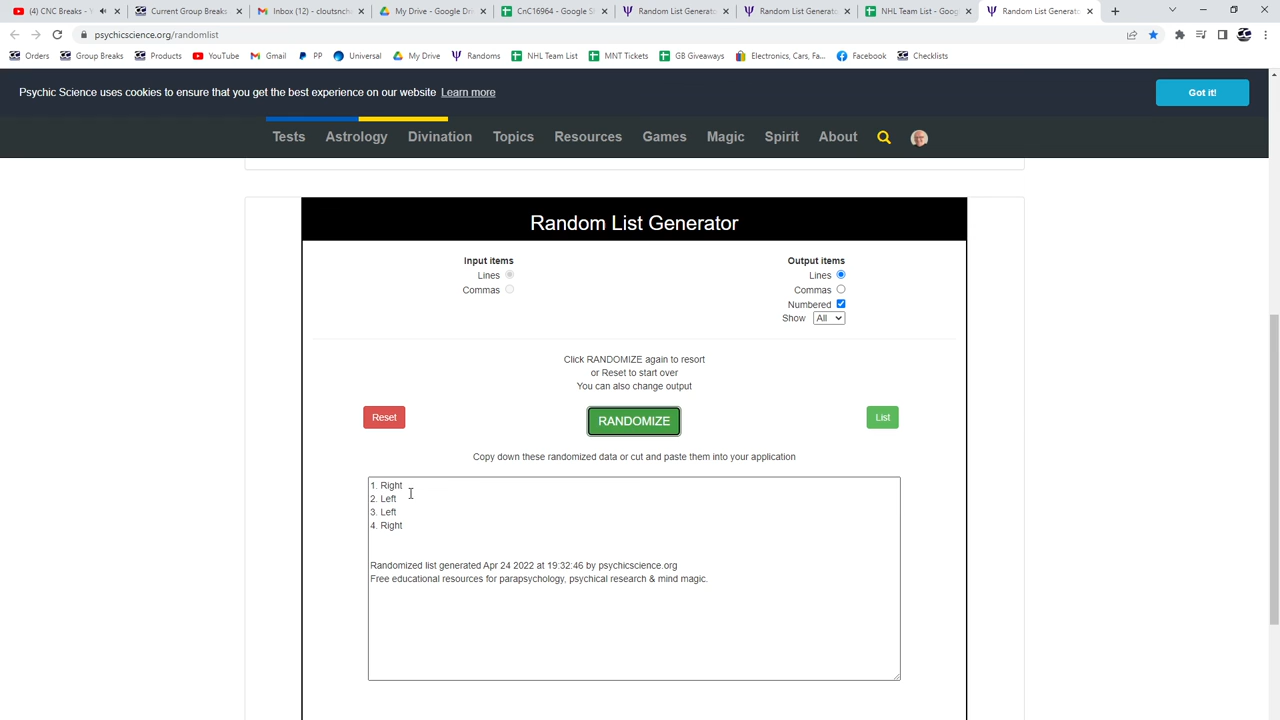 (4) CNC Breaks - Y
Current Group Breaks
Inbox (12) - cloutsnch
My Drive - Google Dr
CnC16964 - Google Sh
Random List Generato
Random List Generato
NHL Team List - Goog
Random List Generato
psychicscience.org/randomlist
Orders
Group Breaks
Products
YouTube
Gmail
PP
Universal
My Drive
Randoms
NHL Team List
MNT Tickets
GB Giveaways
Electronics, Cars, Fa...
Facebook
Checklists
Psychic Science uses cookies to ensure that you get the best experience on our website Learn more
Got it!
Tests Astrology Divination Topics Resources Games Magic Spirit About
Random List Generator
Input items
Lines
Commas
Output items
Lines
Commas
Numbered
Show All
Click RANDOMIZE again to resort
or Reset to start over
You can also change output
Reset
RANDOMIZE
List
Copy down these randomized data or cut and paste them into your application
1. Right
2. Left
3. Left
4. Right
Randomized list generated Apr 24 2022 at 19:32:46 by psychicscience.org
Free educational resources for parapsychology, psychical research & mind magic.